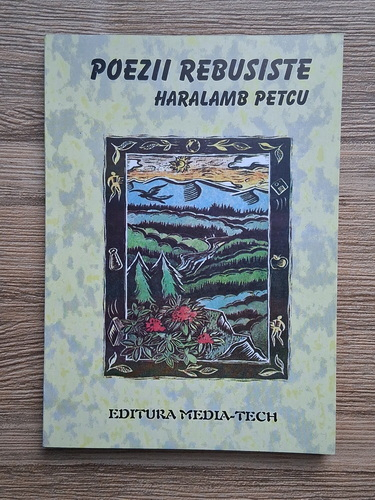 POEZII REBUSISTE
HARALAMB PETCU
EDITURA MEDIA-TECH